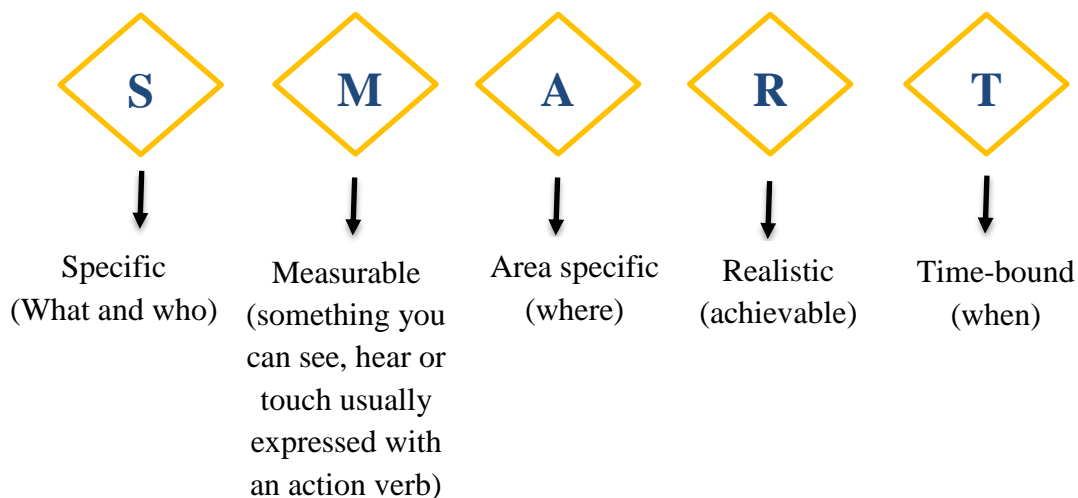 S
M
A
R
T
Specific
(What and who)
Measurable
(something you
can see, hear or
touch usually
expressed with
an action verb)
Area specific
(where)
Realistic
(achievable)
Time-bound
(when)